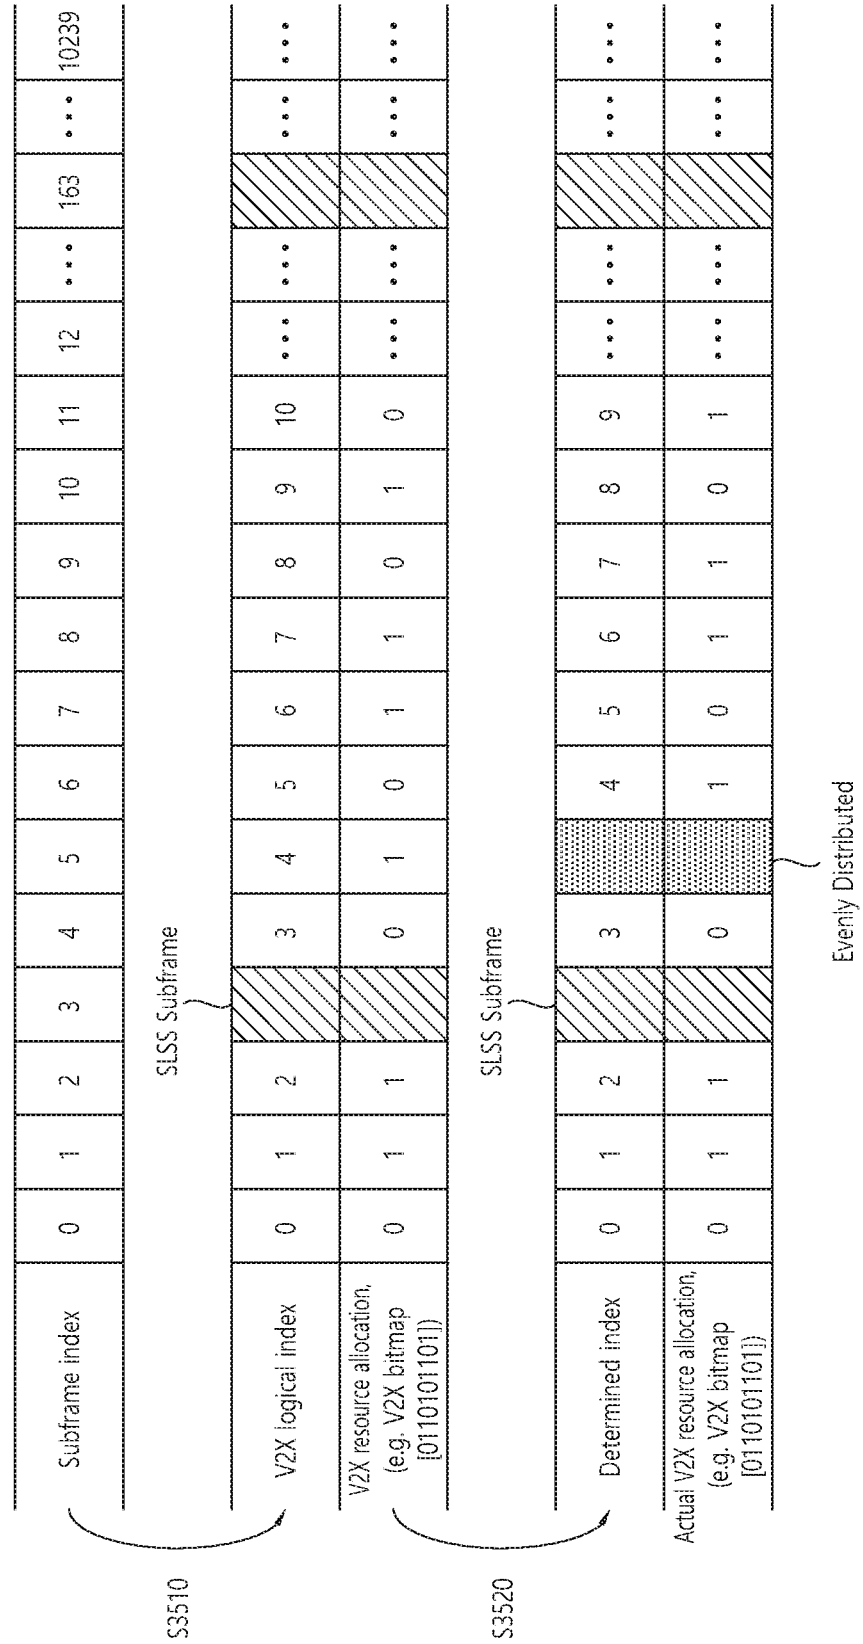 Subframe index 0 1 2 3 4 5 6 7 8 9 10 11 12 ••• 163 ••• 10239
S3510
SLSS Subframe
V2X logical index 0 1 2 3 4 5 6 7 8 9 10 ••• ••• ••• •••
V2X resource allocation,
(e.g. V2X bitmap
[0110101101])
0 1 1 0 1 0 1 1 0 1 0 ••• ••• ••• •••
S3520
SLSS Subframe
Determined index 0 1 2 3 4 5 6 7 8 9 ••• ••• ••• •••
Actual V2X resource allocation,
(e.g. V2X bitmap
[0110101101])
0 1 1 0 1 0 1 1 0 1 ••• ••• ••• •••
Evenly Distributed